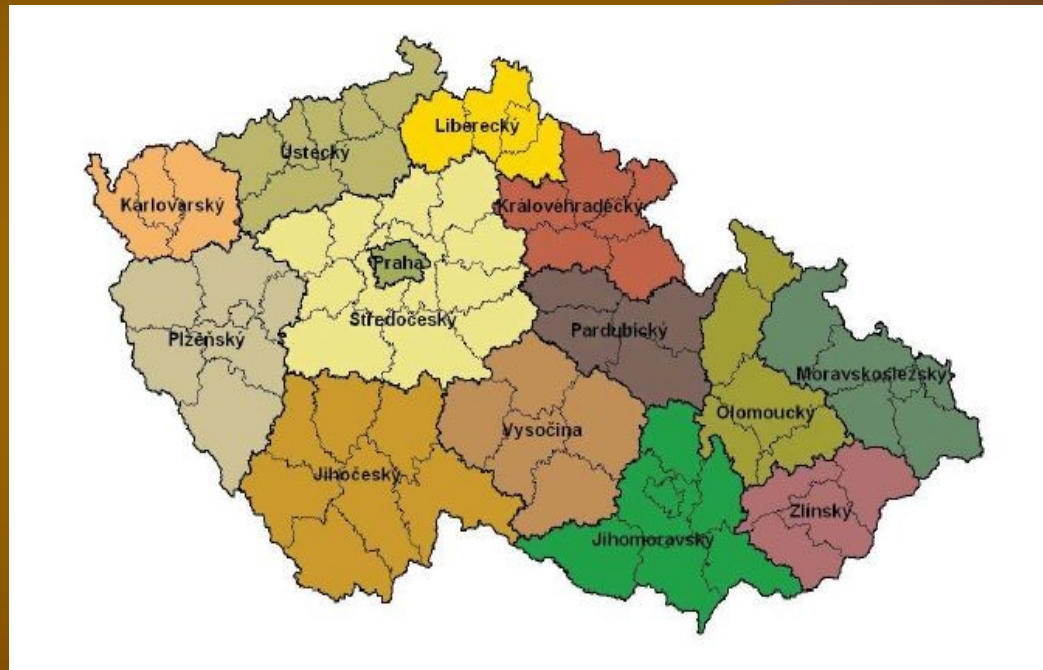 Liberecký
Ústecký
Karlovarský
Královéhradecký
Praha
Středočeský
Pardubický
Plzeňský
Moravskoslezský
Olomoucký
Vysočina
Jihočeský
Zlínský
Jihomoravský